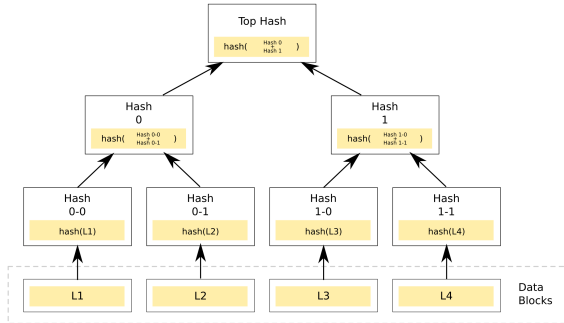 Top Hash
hash( Hash 0 + Hash 1 )
Hash
0
hash( Hash 0-0 + Hash 0-1 )
Hash
1
hash( Hash 1-0 + Hash 1-1 )
Hash
0-0
hash(L1)
Hash
0-1
hash(L2)
Hash
1-0
hash(L3)
Hash
1-1
hash(L4)
L1
L2
L3
L4
Data
Blocks